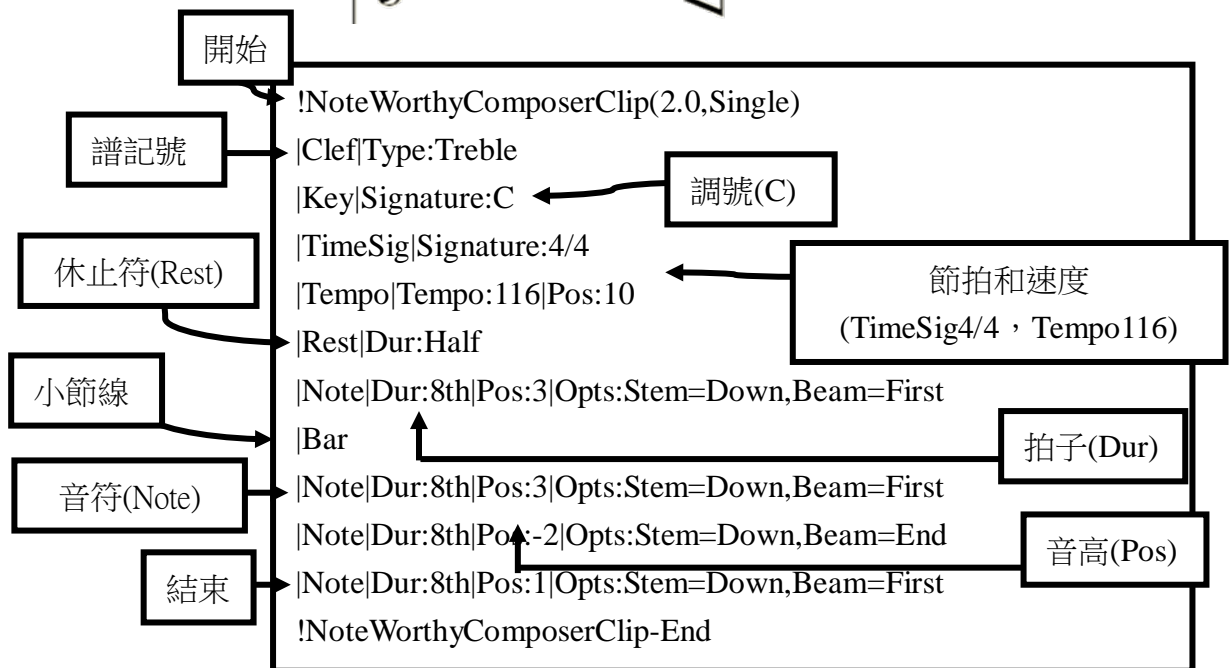 開始
!NoteWorthyComposerClip(2.0,Single)
譜記號
|Clef|Type:Treble
|Key|Signature:C
調號(C)
|TimeSig|Signature:4/4
休止符(Rest)
|Tempo|Tempo:116|Pos:10
節拍和速度
(TimeSig4/4，Tempo116)
|Rest|Dur:Half
小節線
|Note|Dur:8th|Pos:3|Opts:Stem=Down,Beam=First
|Bar
拍子(Dur)
音符(Note)
|Note|Dur:8th|Pos:3|Opts:Stem=Down,Beam=First
|Note|Dur:8th|Pos:-2|Opts:Stem=Down,Beam=End
音高(Pos)
結束
|Note|Dur:8th|Pos:1|Opts:Stem=Down,Beam=First
!NoteWorthyComposerClip-End